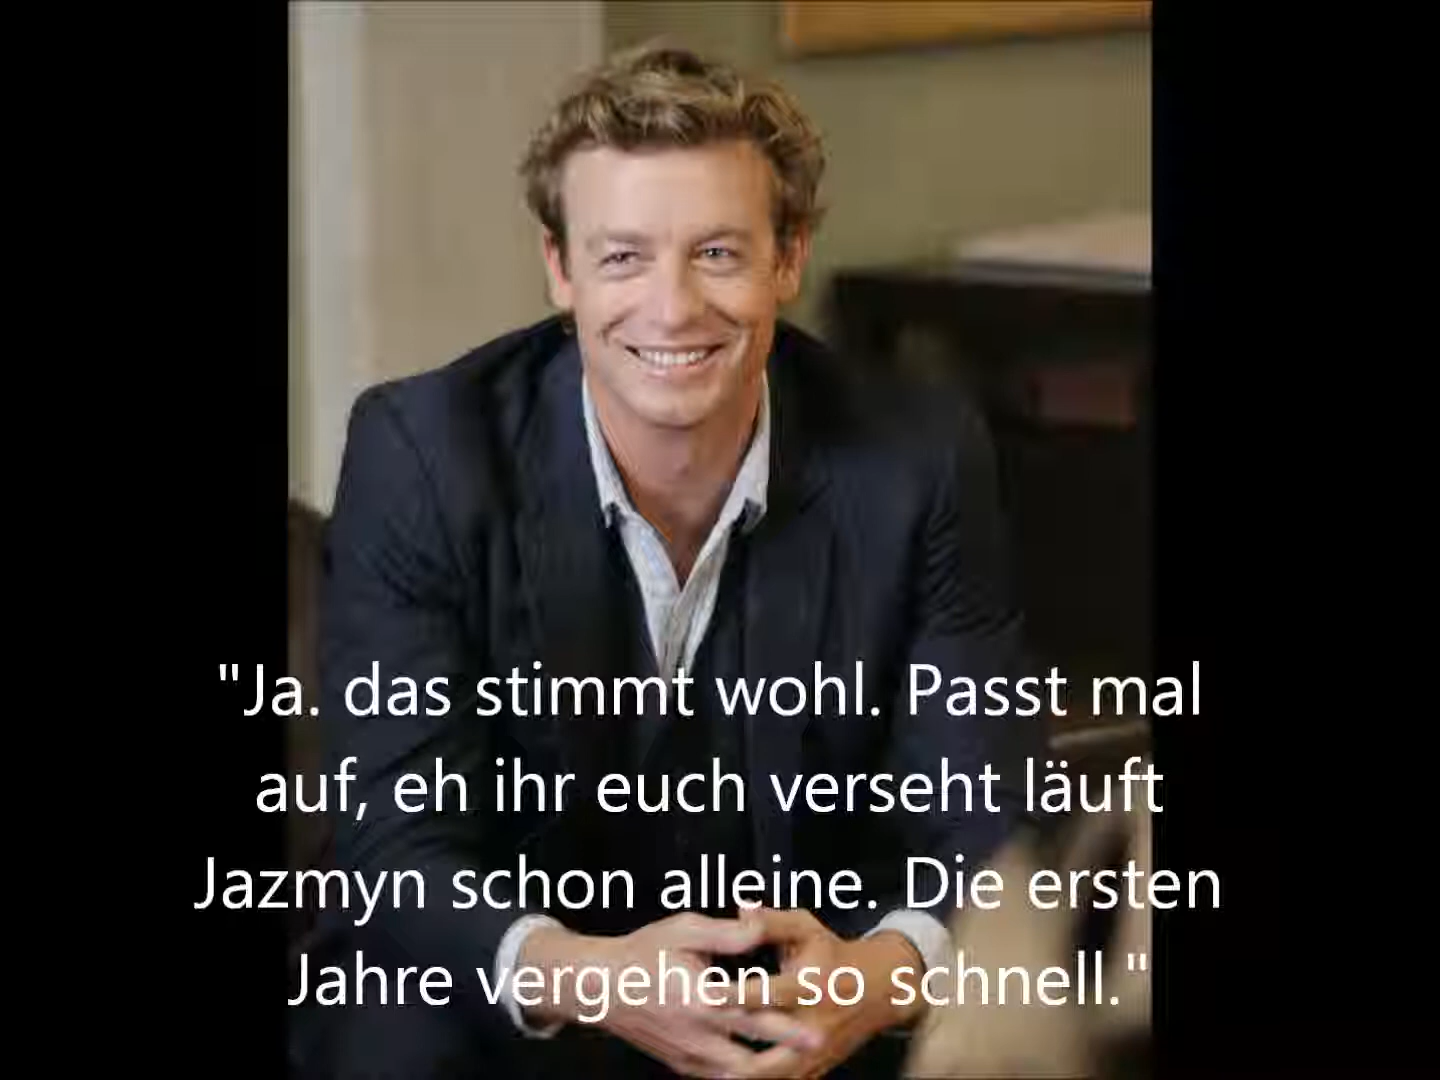 "Ja. das stimmt wohl. Passt mal
auf, eh ihr euch verseht läuft
Jazmyn schon alleine. Die ersten
Jahre vergehen so schnell."